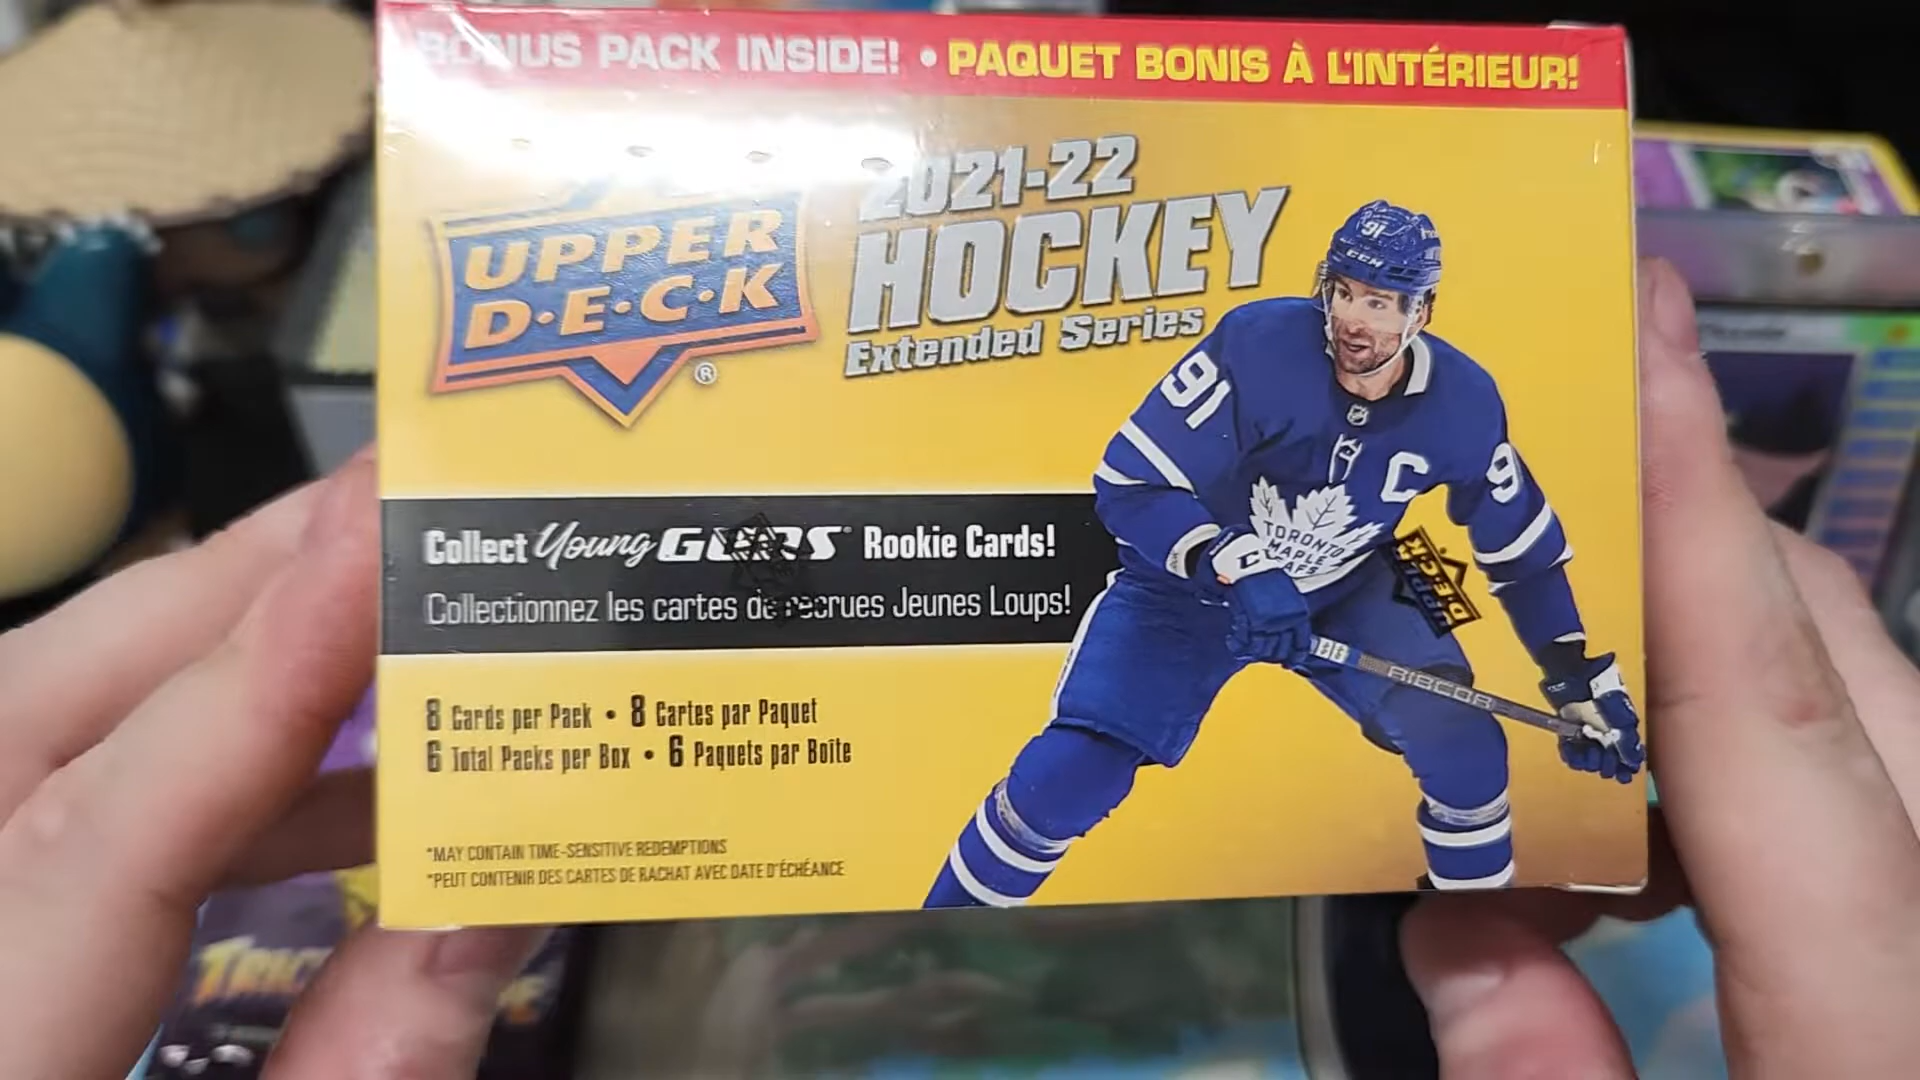 BONUS PACK INSIDE! • PAQUET BONIS À L'INTÉRIEUR!
2021-22
HOCKEY
Extended Series
UPPER
D·E·C·K
®
91
CCM
91
C
9
TORONTO
MAPLE
LEAFS
UPPER
D·E·C·K
RIBCOR
Collect Young GUNS Rookie Cards!
Collectionnez les cartes de recrues Jeunes Loups!
8 Cards per Pack • 8 Cartes par Paquet
6 Total Packs per Box • 6 Paquets par Boîte
*MAY CONTAIN TIME-SENSITIVE REDEMPTIONS
*PEUT CONTENIR DES CARTES DE RACHAT AVEC DATE D'ÉCHÉANCE